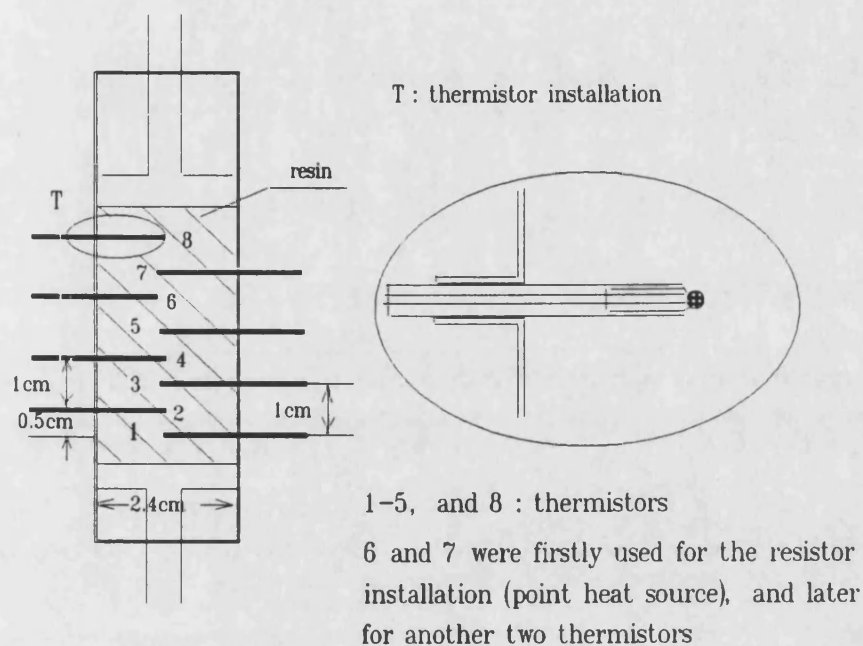 T : thermistor installation
resin
T
8
7
6
5
4
1cm
3
1cm
2
0.5cm
1
2.4cm
1-5, and 8 : thermistors
6 and 7 were firstly used for the resistor
installation (point heat source), and later
for another two thermistors